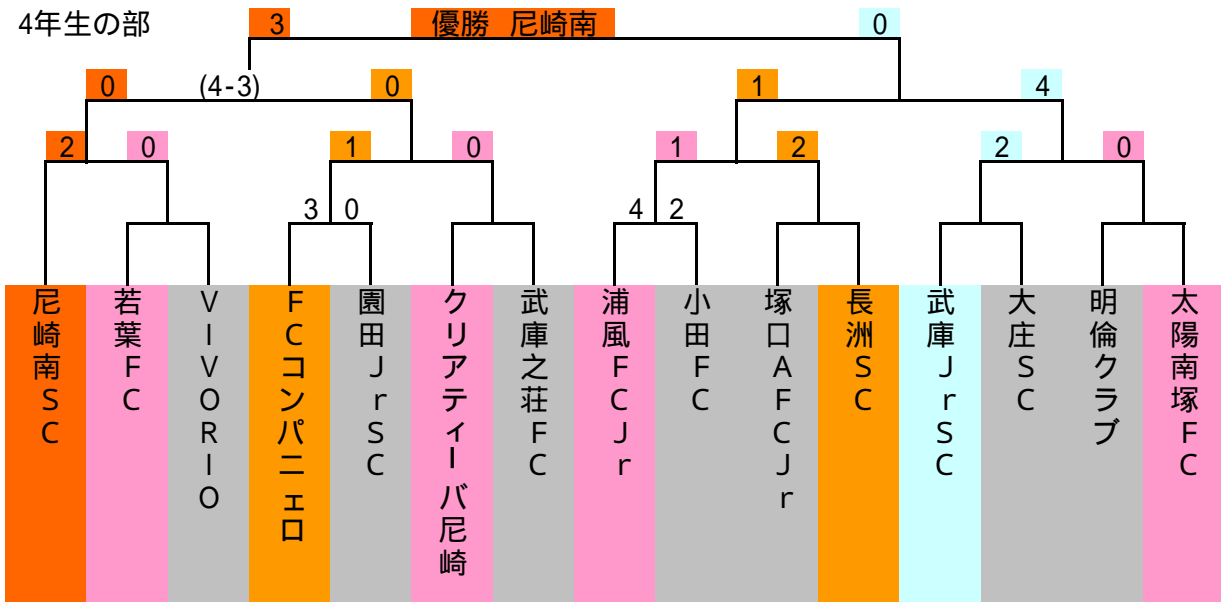 4年生の部
3 優勝 尼崎南 0
0 (4-3) 0 1 4
2 0 1 0 1 2 2 0
3 0 4 2
尼崎南SC
若葉FC
VIVORIO
FCコンパニェロ
園田JrSC
クリアティーバ尼崎
武庫之荘FC
浦風FCJr
小田FC
塚口AFCJr
長洲SC
武庫JrSC
大庄SC
明倫クラブ
太陽南塚FC